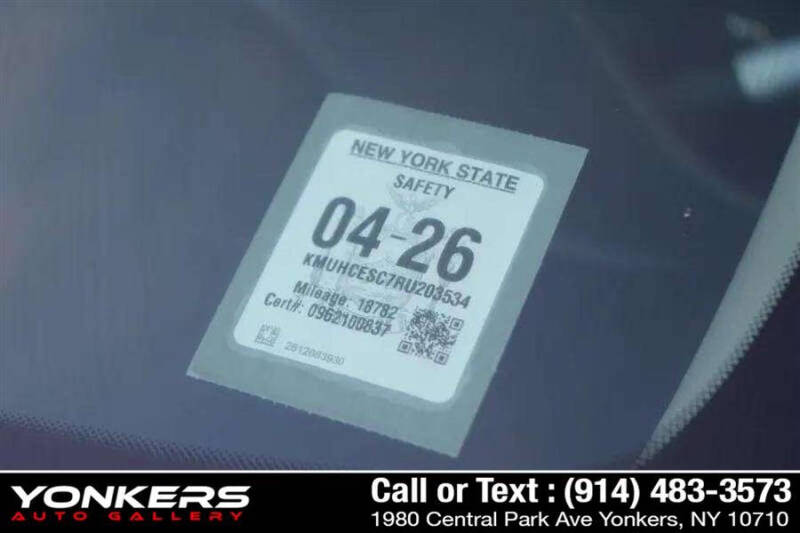 NEW YORK STATE
SAFETY
04-26
KMUHCESC7RU203534
Mileage: 18782
Cert#: 0962100837
2612083930
YONKERS
AUTO GALLERY
Call or Text : (914) 483-3573
1980 Central Park Ave Yonkers, NY 10710